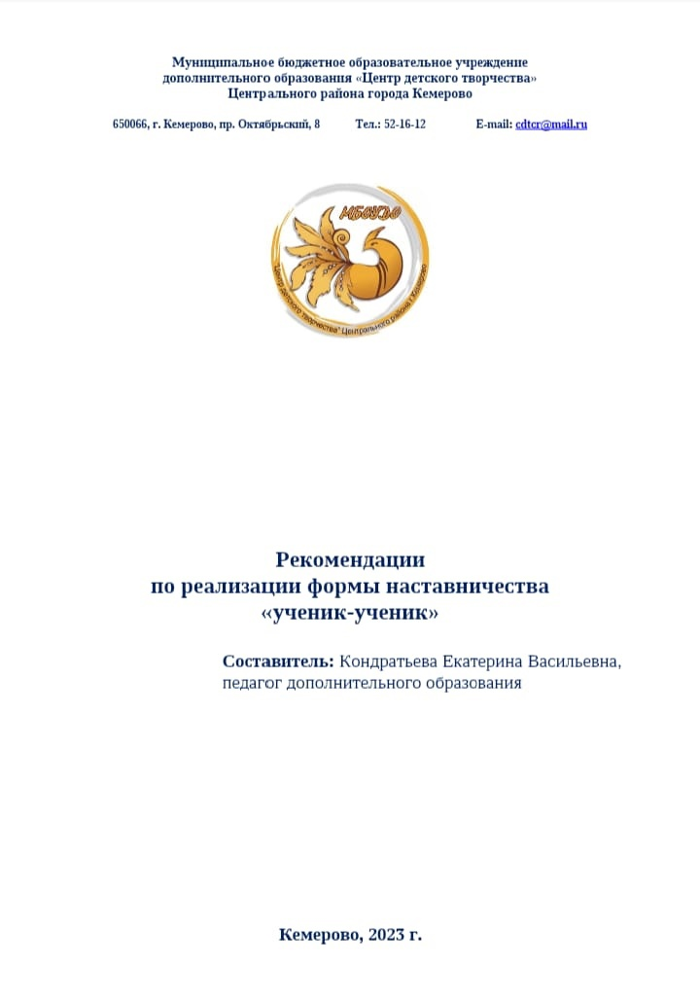 Муниципальное бюджетное образовательное учреждение
дополнительного образования «Центр детского творчества»
Центрального района города Кемерово
650066, г. Кемерово, пр. Октябрьский, 8 Тел.: 52-16-12 E-mail: cdtcr@mail.ru
МБОУДО
"Центр детского творчества" Центрального района г.Кемерово
Рекомендации
по реализации формы наставничества
«ученик-ученик»
Составитель: Кондратьева Екатерина Васильевна,
педагог дополнительного образования
Кемерово, 2023 г.